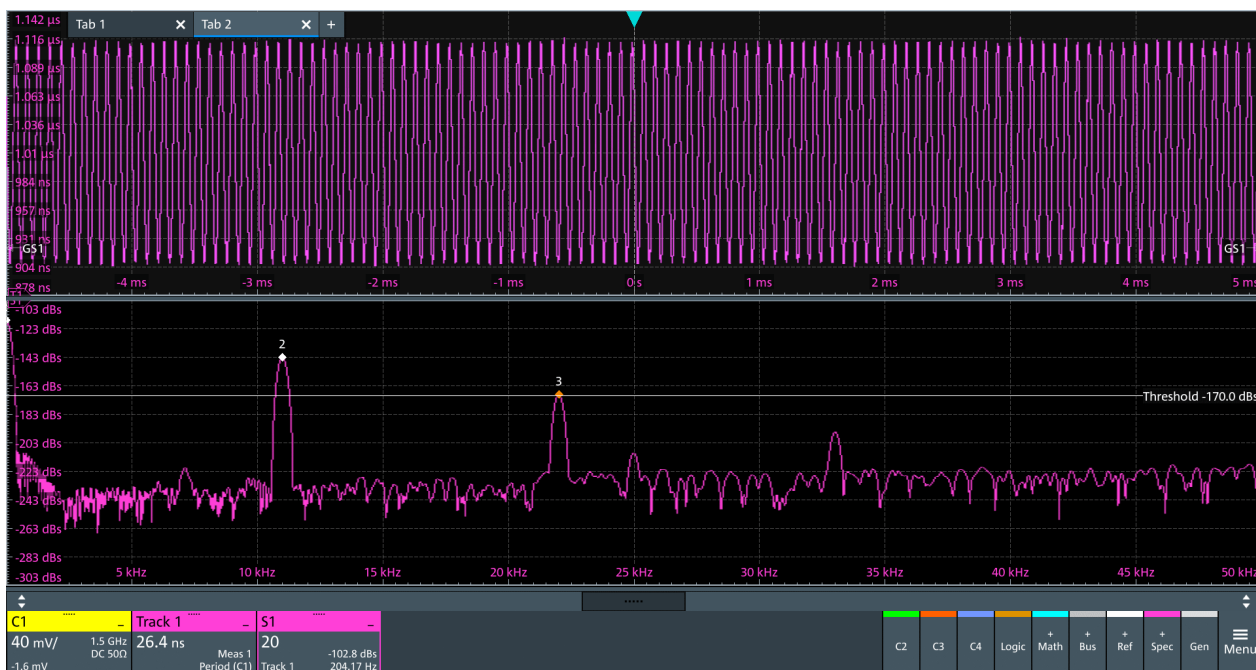 1.142 µs
Tab 1 × Tab 2 × +
1.116 µs
1.089 µs
1.063 µs
1.036 µs
1.01 µs
984 ns
957 ns
931 ns
GS1 GS1
904 ns
-4 ms -3 ms -2 ms -1 ms 0s 1 ms 2 ms 3 ms 4 ms 5 ms
878 ns
-103 dBs
-123 dBs
2
-143 dBs
-163 dBs
3
Threshold -170.0 dBs
-183 dBs
-203 dBs
-223 dBs
-243 dBs
-263 dBs
-283 dBs
5 kHz 10 kHz 15 kHz 20 kHz 25 kHz 30 kHz 35 kHz 40 kHz 45 kHz 50 kHz
-303 dBs
C1 Track 1 S1
40 mV/ 1.5 GHz 26.4 ns 20
DC 50Ω Meas 1 -102.8 dBs
-1.6 mV Period (C1) Track 1 204.17 Hz
C2 C3 C4 Logic + Math + Bus + Ref + Spec Gen Menu